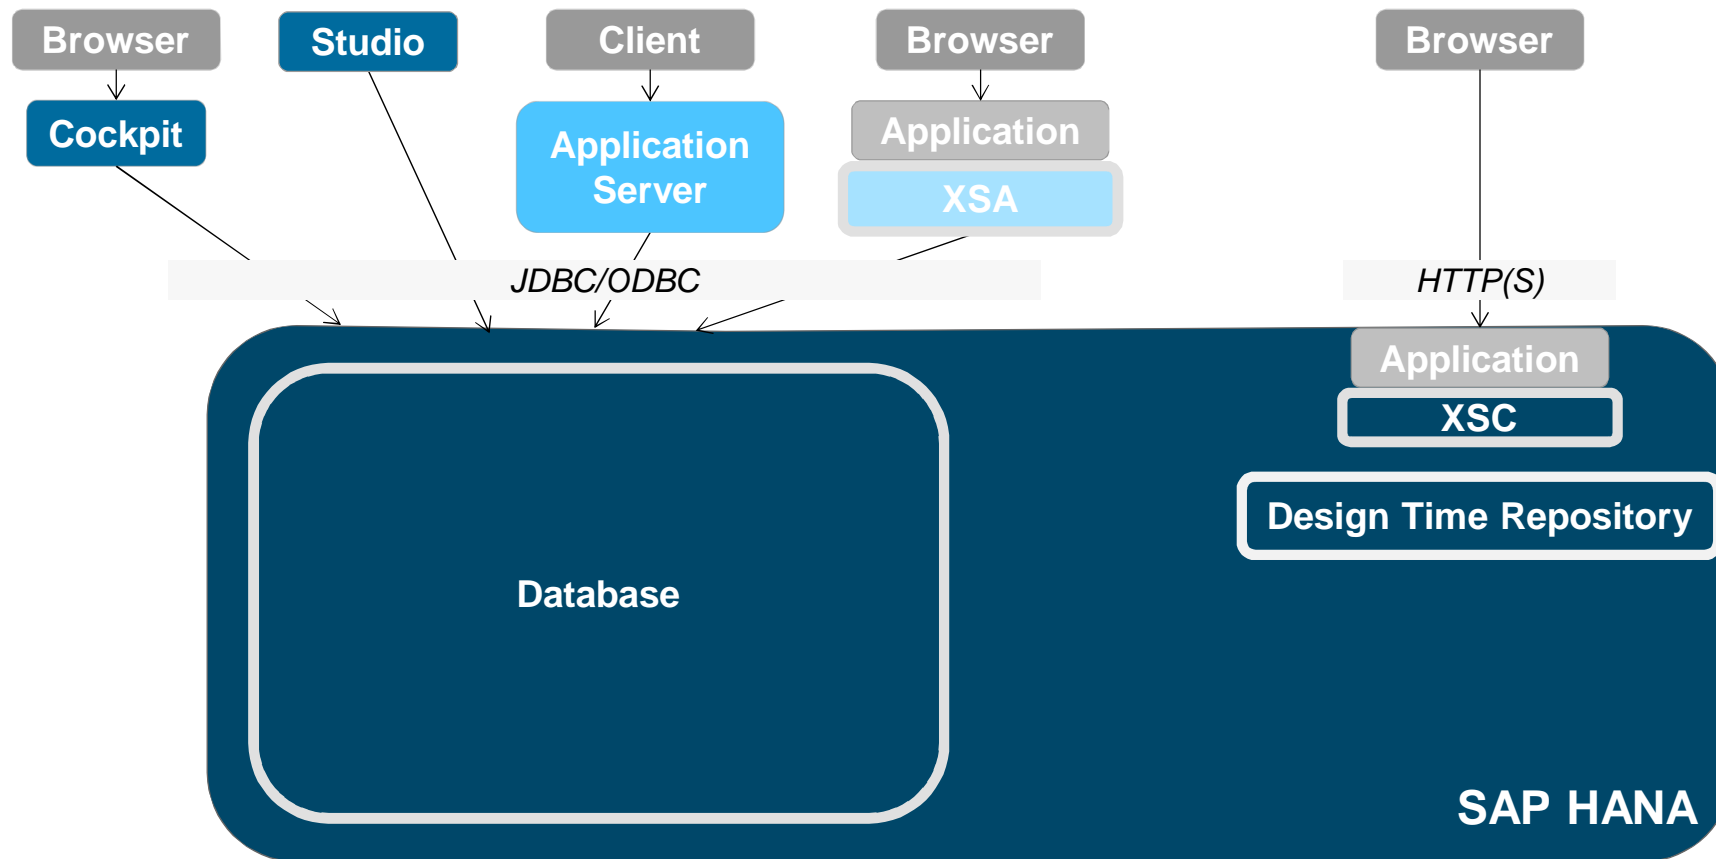 Browser
Studio
Client
Browser
Browser
Cockpit
Application
Server
Application
XSA
JDBC/ODBC
HTTP(S)
Application
XSC
Design Time Repository
Database
SAP HANA